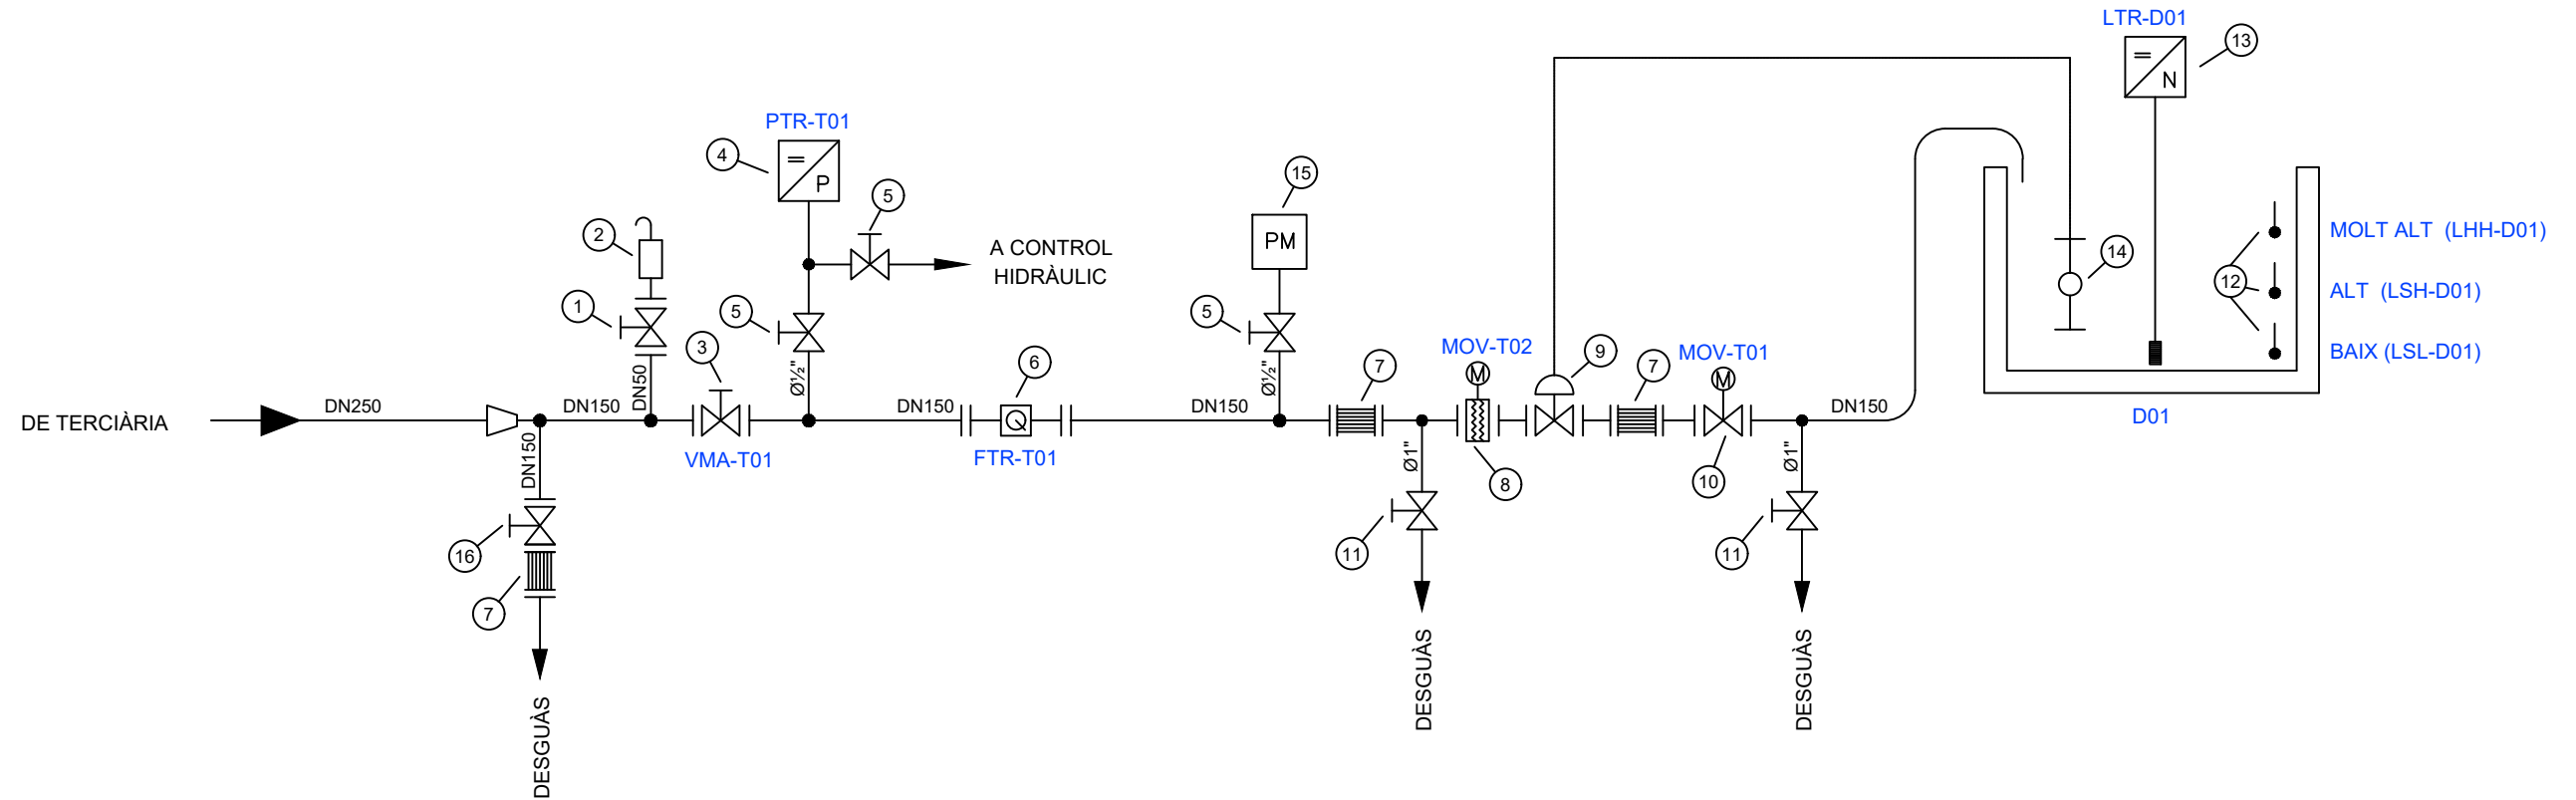 LTR-D01
=
N
13
PTR-T01
4
=
P
5
15
PM
2
A CONTROL
HIDRÀULIC
MOLT ALT (LHH-D01)
14
12
ALT (LSH-D01)
1
5
5
3
MOV-T02
9
MOV-T01
BAIX (LSL-D01)
6
7
7
M
M
DN50
Ø½"
Ø½"
DE TERCIÀRIA
DN250
DN150
DN150
DN150
DN150
Q
D01
DN150
VMA-T01
FTR-T01
Ø1"
Ø1"
8
10
16
11
11
7
DESGUÀS
DESGUÀS
DESGUÀS